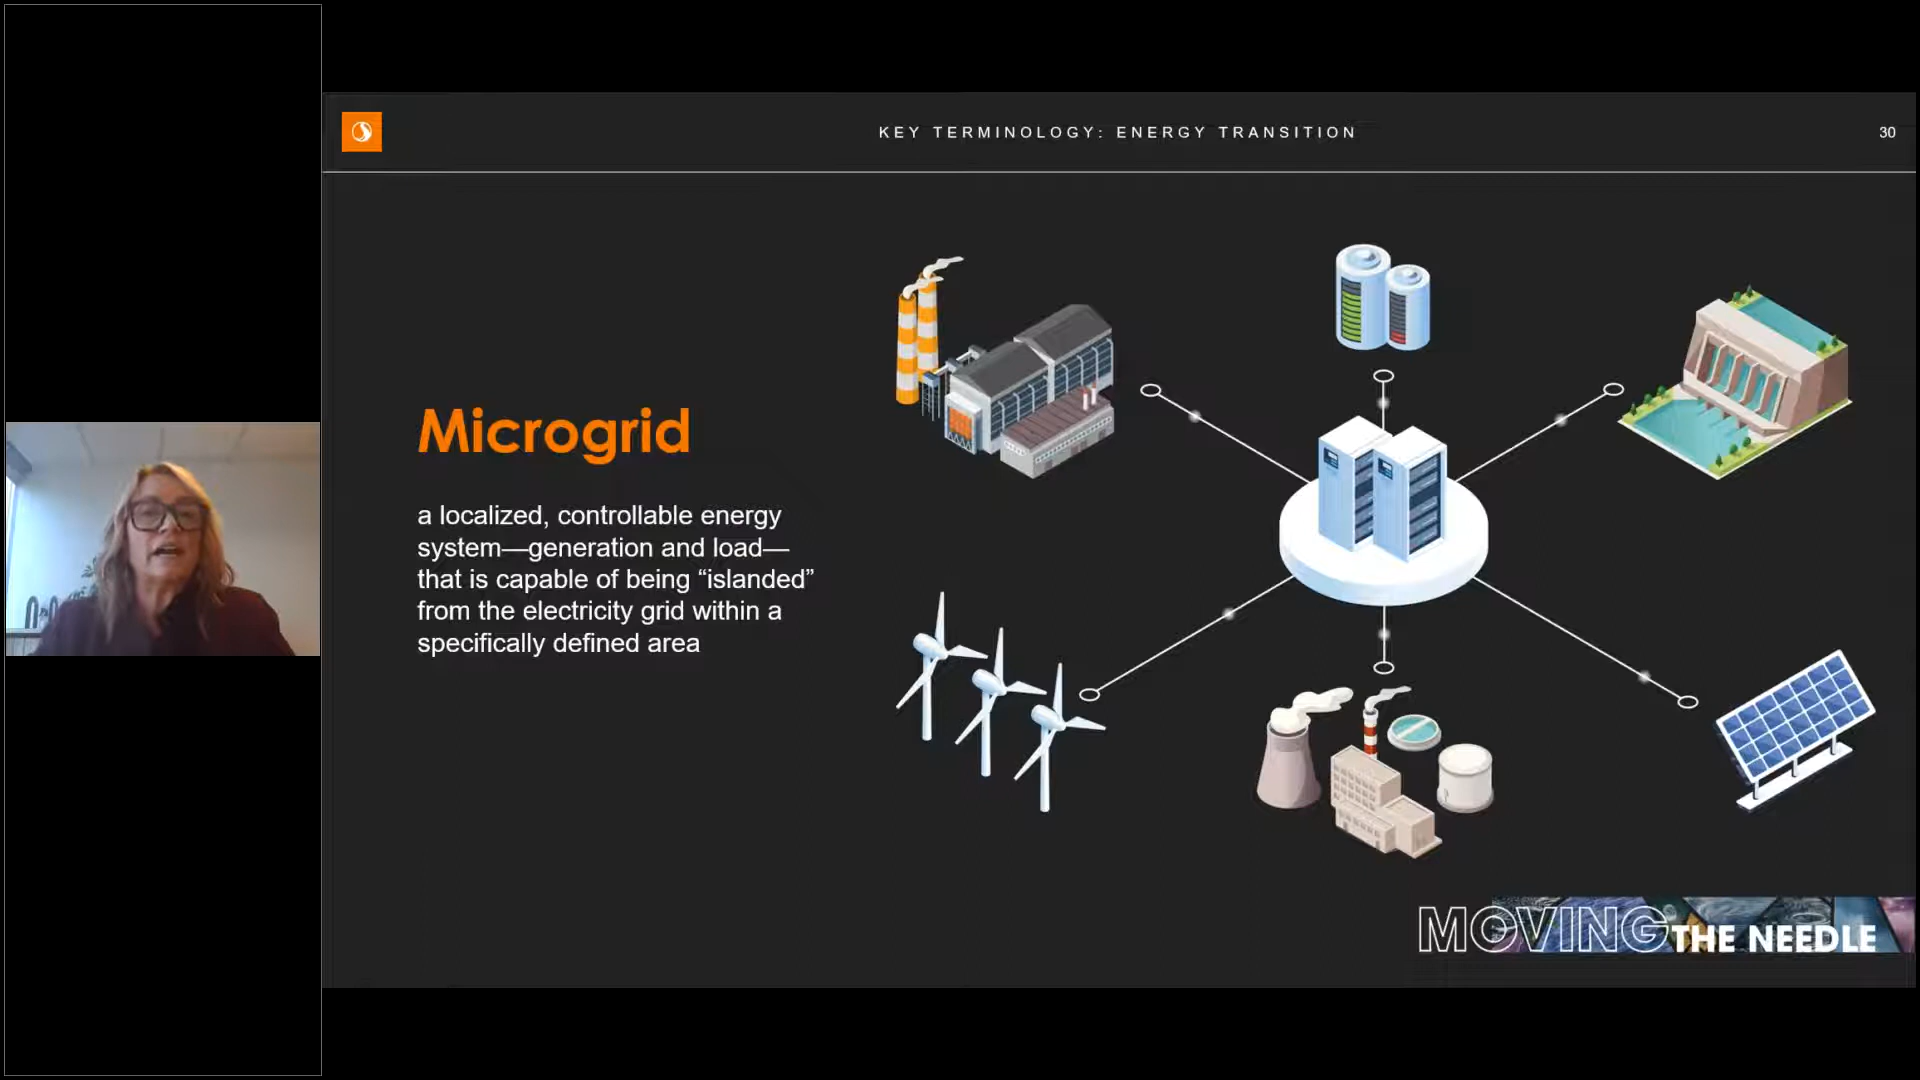 KEY TERMINOLOGY: ENERGY TRANSITION
30
Microgrid
a localized, controllable energy
system—generation and load—
that is capable of being “islanded”
from the electricity grid within a
specifically defined area
MOVING THE NEEDLE